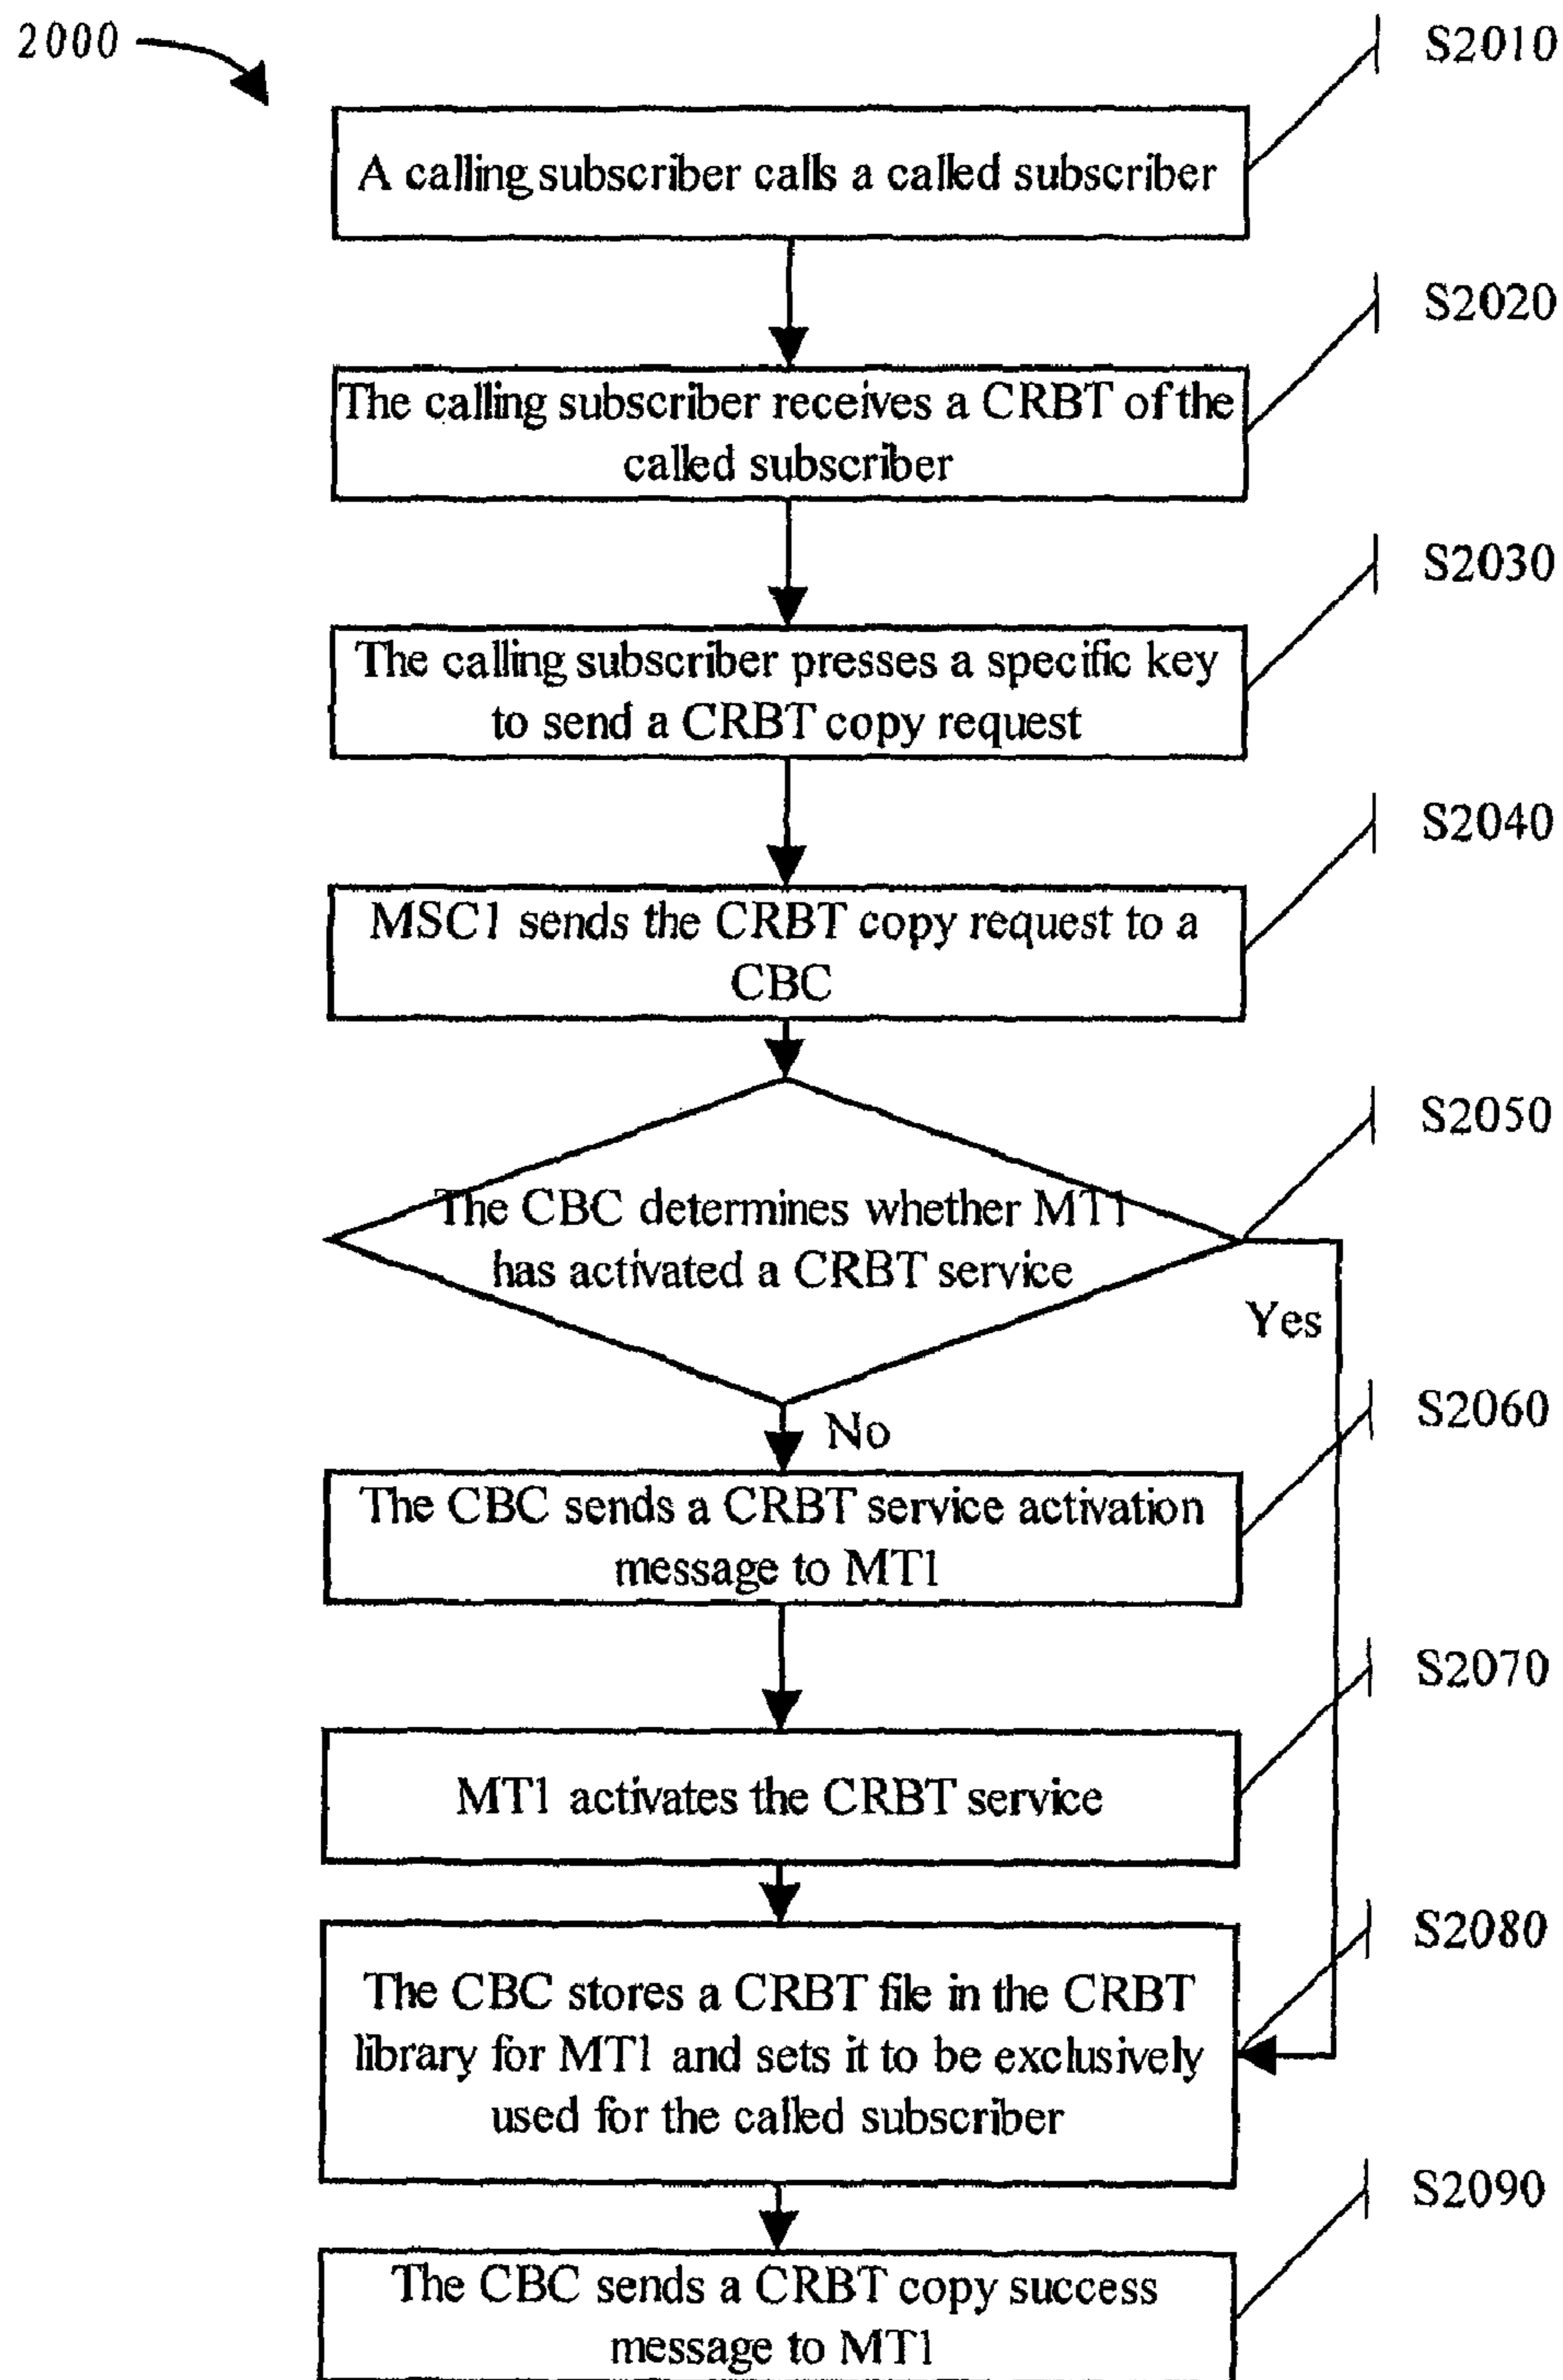 2000
S2010
A calling subscriber calls a called subscriber
S2020
The calling subscriber receives a CRBT of the
called subscriber
S2030
The calling subscriber presses a specific key
to send a CRBT copy request
S2040
MSC1 sends the CRBT copy request to a
CBC
S2050
The CBC determines whether MT1
has activated a CRBT service
Yes
No
S2060
The CBC sends a CRBT service activation
message to MT1
S2070
MT1 activates the CRBT service
S2080
The CBC stores a CRBT file in the CRBT
library for MT1 and sets it to be exclusively
used for the called subscriber
S2090
The CBC sends a CRBT copy success
message to MT1